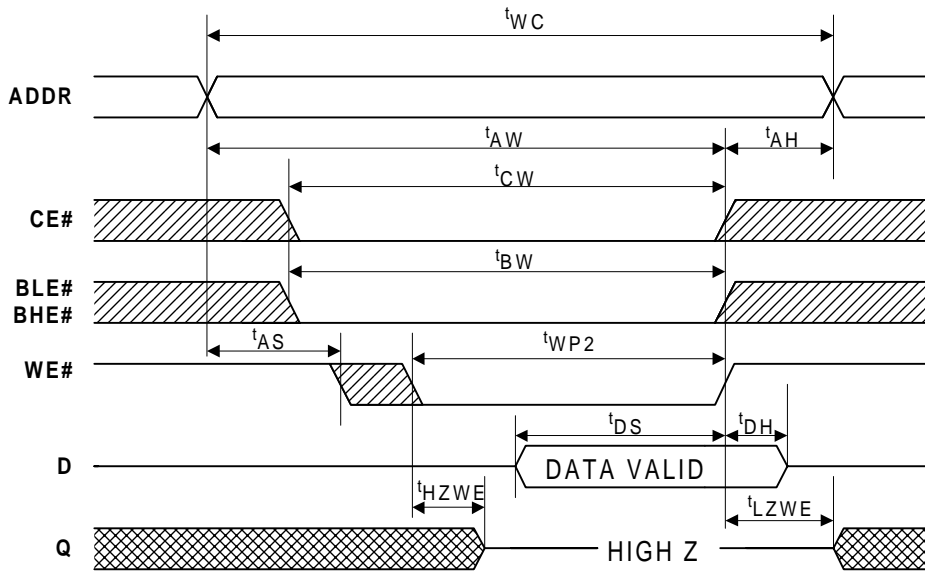 tWC
ADDR
tAW
tAH
tCW
CE#
tBW
BLE#
BHE#
tAS
tWP2
WE#
tDS
tDH
D
DATA VALID
tHZWE
tLZWE
Q
HIGH Z